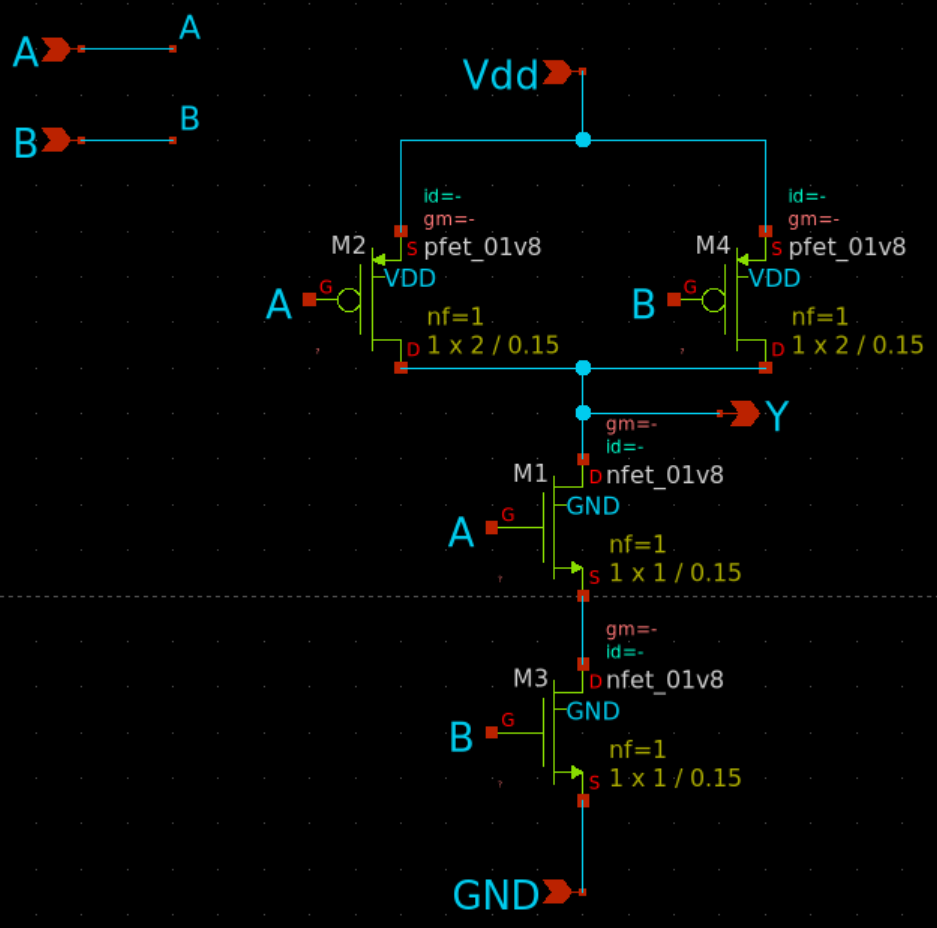 A
A
B
B
Vdd
id=-
gm=-
M2
S
pfet_01v8
VDD
G
A
nf=1
D
1 x 2 / 0.15
id=-
gm=-
M4
S
pfet_01v8
VDD
G
B
nf=1
D
1 x 2 / 0.15
Y
gm=-
id=-
M1
D
nfet_01v8
GND
G
A
nf=1
S
1 x 1 / 0.15
gm=-
id=-
M3
D
nfet_01v8
GND
G
B
nf=1
S
1 x 1 / 0.15
GND